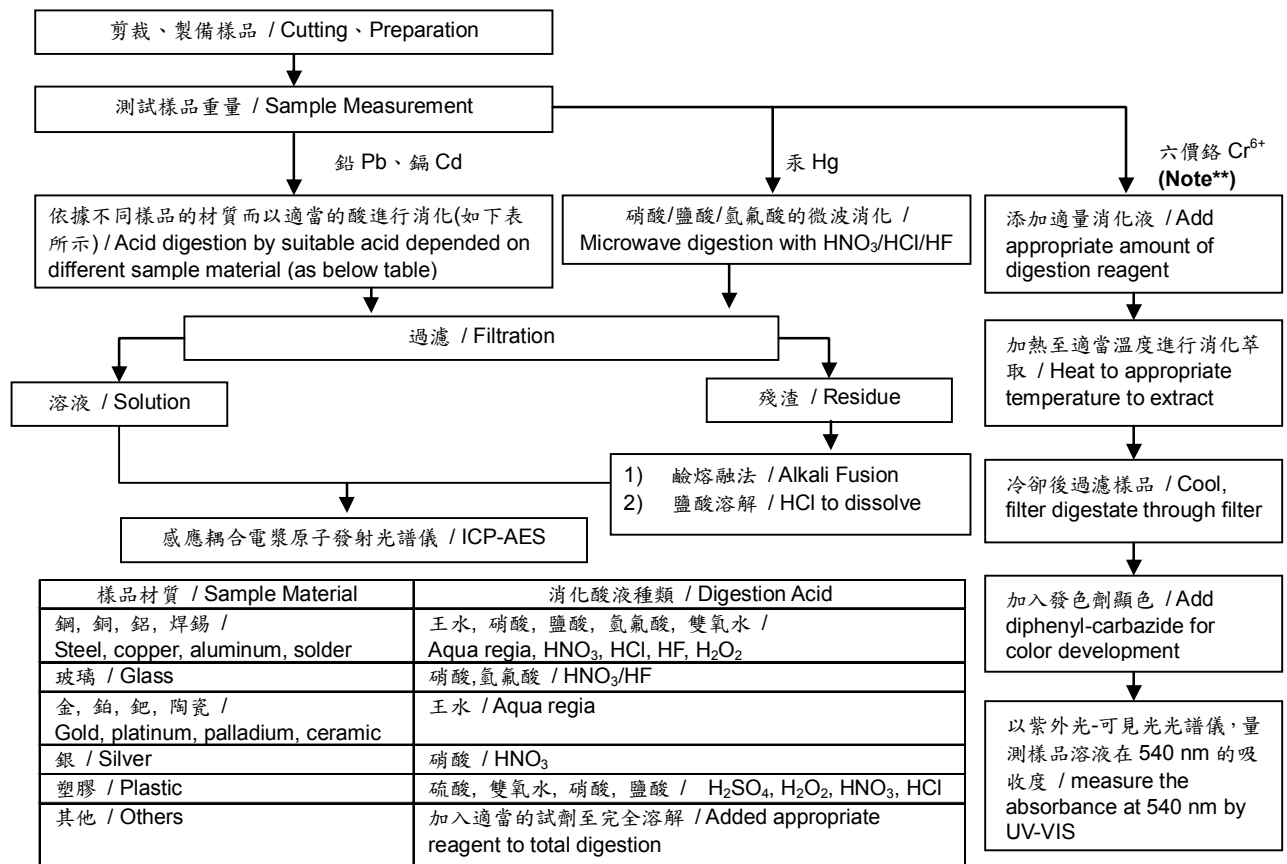 剪裁、製備樣品 / Cutting、Preparation
測試樣品重量 / Sample Measurement
鉛 Pb、鎘 Cd
汞 Hg
六價鉻 Cr⁶⁺
(Note**)
依據不同樣品的材質而以適當的酸進行消化(如下表
所示) / Acid digestion by suitable acid depended on
different sample material (as below table)
硝酸/鹽酸/氫氟酸的微波消化 /
Microwave digestion with HNO₃/HCl/HF
添加適量消化液 / Add
appropriate amount of
digestion reagent
過濾 / Filtration
加熱至適當溫度進行消化萃
取 / Heat to appropriate
temperature to extract
溶液 / Solution
殘渣 / Residue
1) 鹼熔融法 / Alkali Fusion
2) 鹽酸溶解 / HCl to dissolve
冷卻後過濾樣品 / Cool,
filter digestate through filter
感應耦合電漿原子發射光譜儀 / ICP-AES
加入發色劑顯色 / Add
diphenyl-carbazide for
color development
以紫外光-可見光光譜儀，量
測樣品溶液在 540 nm 的吸
收度 / measure the
absorbance at 540 nm by
UV-VIS
樣品材質 / Sample Material
消化酸液種類 / Digestion Acid
鋼, 銅, 鋁, 焊錫 /
Steel, copper, aluminum, solder
王水, 硝酸, 鹽酸, 氫氟酸, 雙氧水 /
Aqua regia, HNO₃, HCl, HF, H₂O₂
玻璃 / Glass
硝酸,氫氟酸 / HNO₃/HF
金, 鉑, 鈀, 陶瓷 /
Gold, platinum, palladium, ceramic
王水 / Aqua regia
銀 / Silver
硝酸 / HNO₃
塑膠 / Plastic
硫酸, 雙氧水, 硝酸, 鹽酸 / H₂SO₄, H₂O₂, HNO₃, HCl
其他 / Others
加入適當的試劑至完全溶解 / Added appropriate
reagent to total digestion